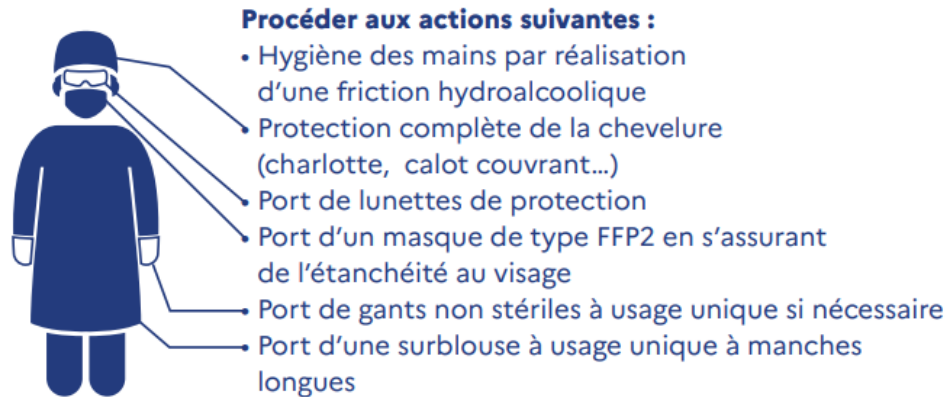 Procéder aux actions suivantes :
• Hygiène des mains par réalisation
d’une friction hydroalcoolique
• Protection complète de la chevelure
(charlotte, calot couvrant...)
• Port de lunettes de protection
• Port d’un masque de type FFP2 en s’assurant
de l’étanchéité au visage
• Port de gants non stériles à usage unique si nécessaire
• Port d’une surblouse à usage unique à manches
longues